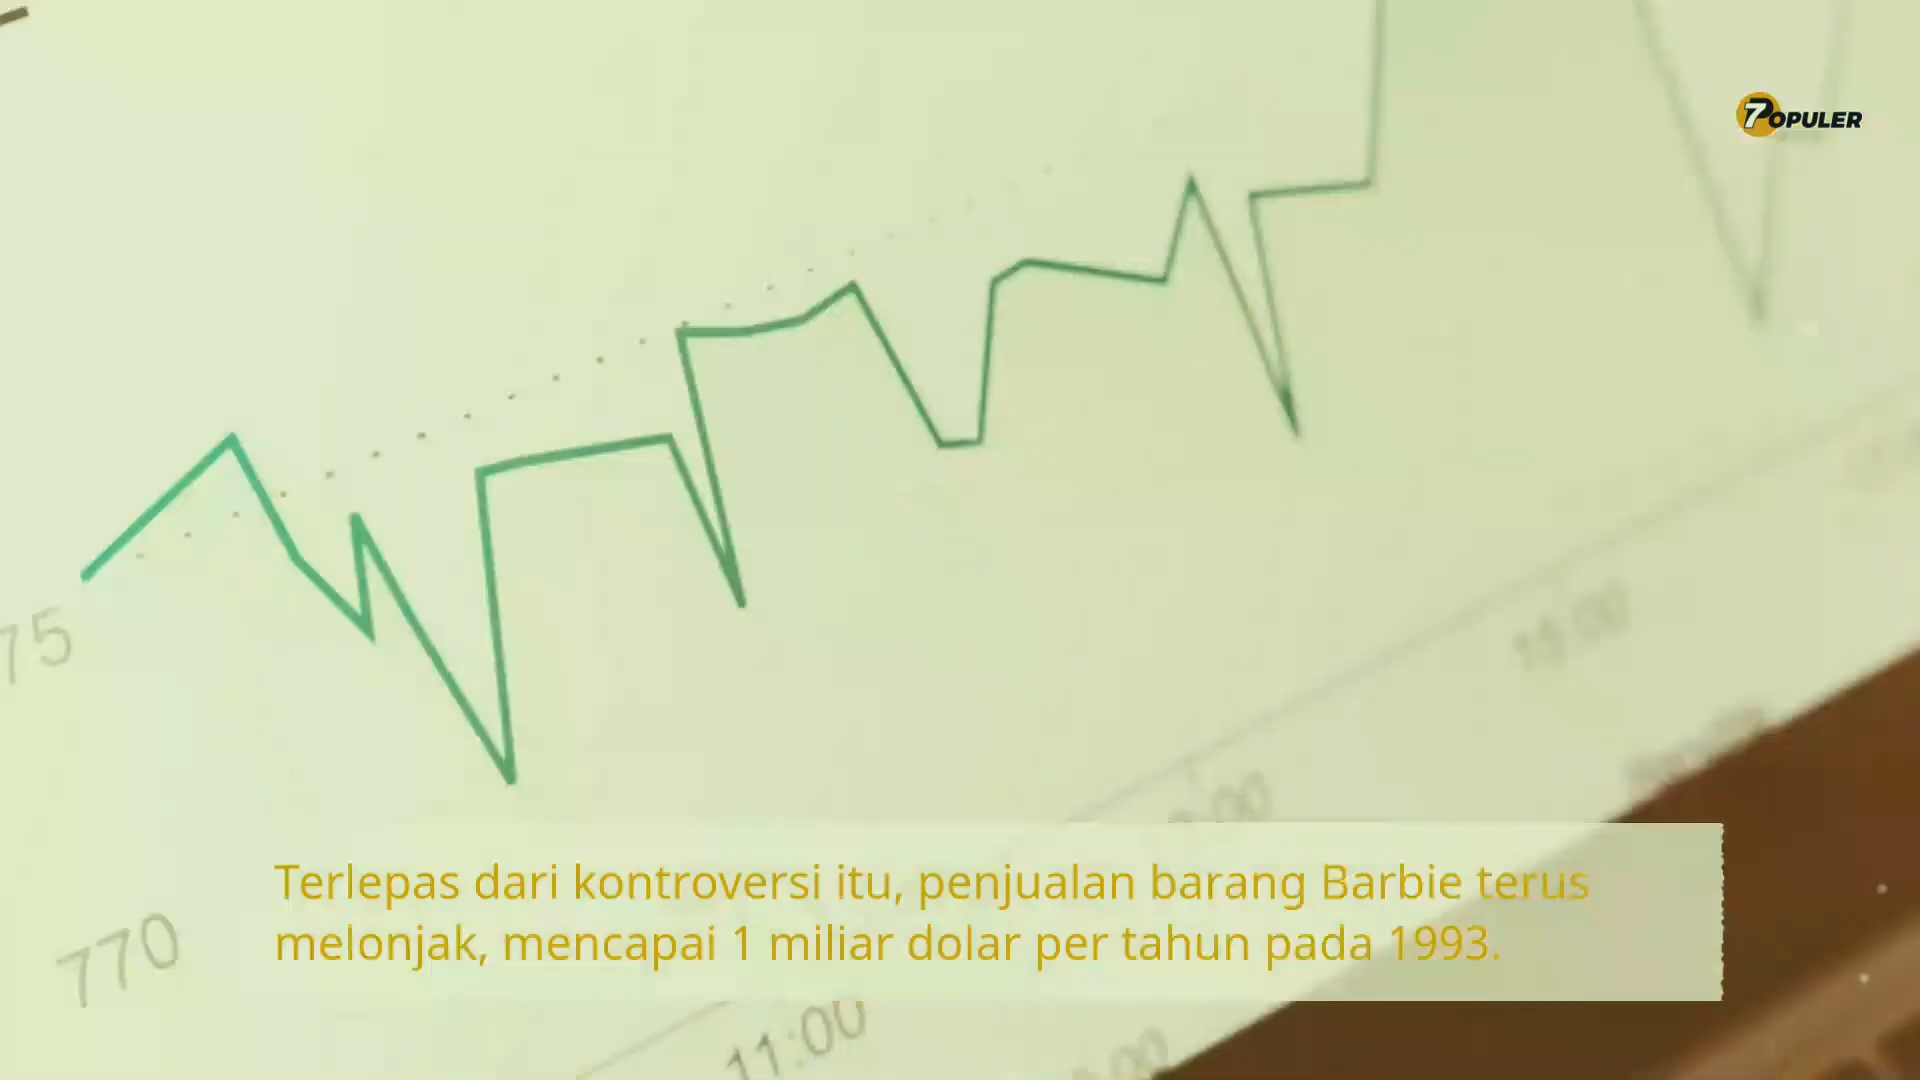 7POPULER
75
Terlepas dari kontroversi itu, penjualan barang Barbie terus
melonjak, mencapai 1 miliar dolar per tahun pada 1993.
770
11:00